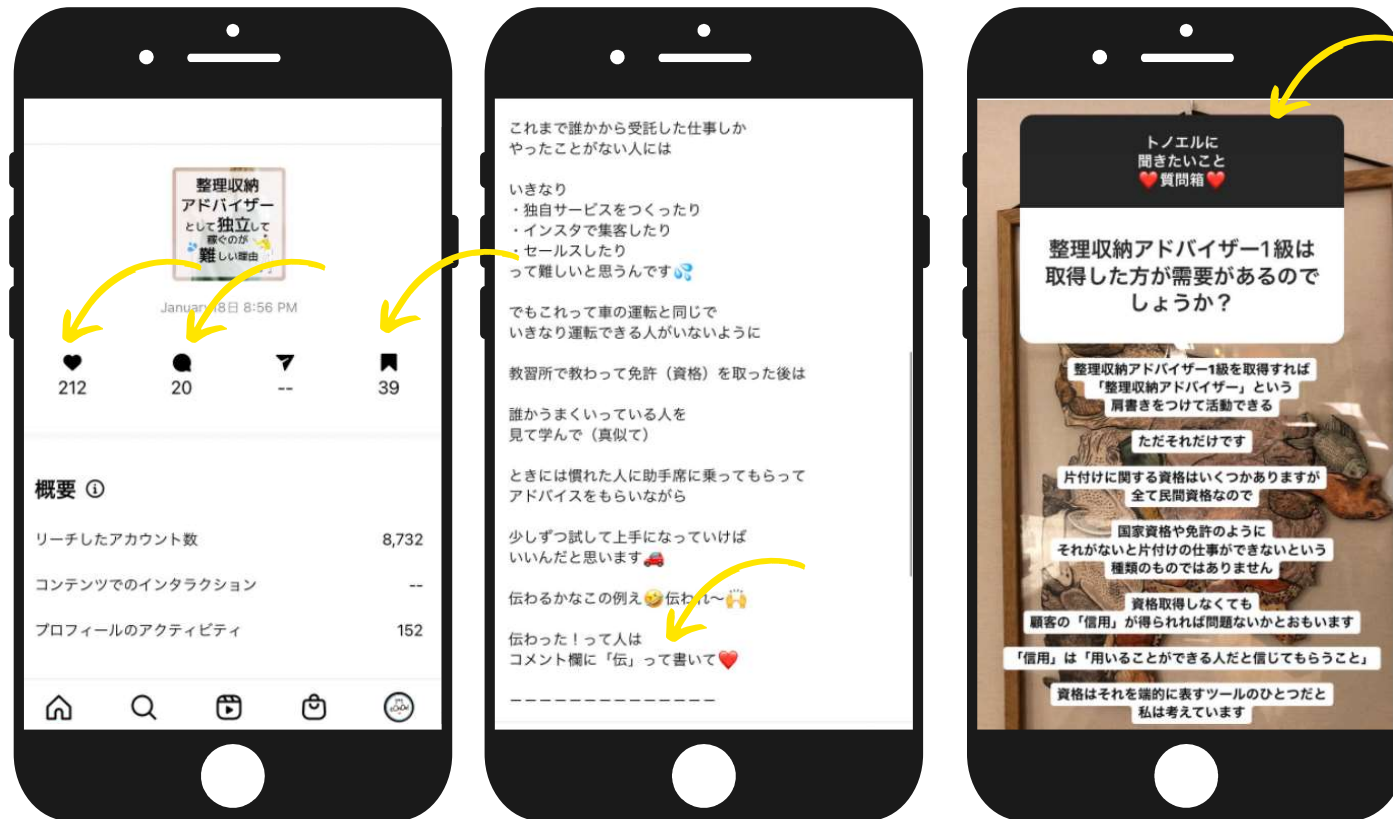 整理収納
アドバイザー
として独立して
稼ぐのが
難しい理由
January 18日 8:56 PM
212
20
--
39
概要
リーチしたアカウント数
8,732
コンテンツでのインタラクション
--
プロフィールのアクティビティ
152
これまで誰かから受託した仕事しか
やったことがない人には
いきなり
・独自サービスをつくったり
・インスタで集客したり
・セールスしたり
って難しいと思うんです💦
でもこれって車の運転と同じで
いきなり運転できる人がいないように
教習所で教わって免許（資格）を取った後は
誰かうまくいっている人を
見て学んで（真似て）
ときには慣れた人に助手席に乗ってもらって
アドバイスをもらいながら
少しずつ試して上手になっていけば
いいんだと思います🚗
伝わるかなこの例え🤣伝われ〜🙌
伝わった！って人は
コメント欄に「伝」って書いて❤️
ーーーーーーーーーーーーーー
トノエルに
聞きたいこと
❤️質問箱❤️
整理収納アドバイザー1級は
取得した方が需要があるので
しょうか？
整理収納アドバイザー1級を取得すれば
「整理収納アドバイザー」という
肩書きをつけて活動できる
ただそれだけです
片付けに関する資格はいくつかありますが
全て民間資格なので
国家資格や免許のように
それがないと片付けの仕事ができないという
種類のものではありません
資格取得しなくても
顧客の「信用」が得られれば問題ないかとおもいます
「信用」は「用いることができる人だと信じてもらうこと」
資格はそれを端的に表すツールのひとつだと
私は考えています